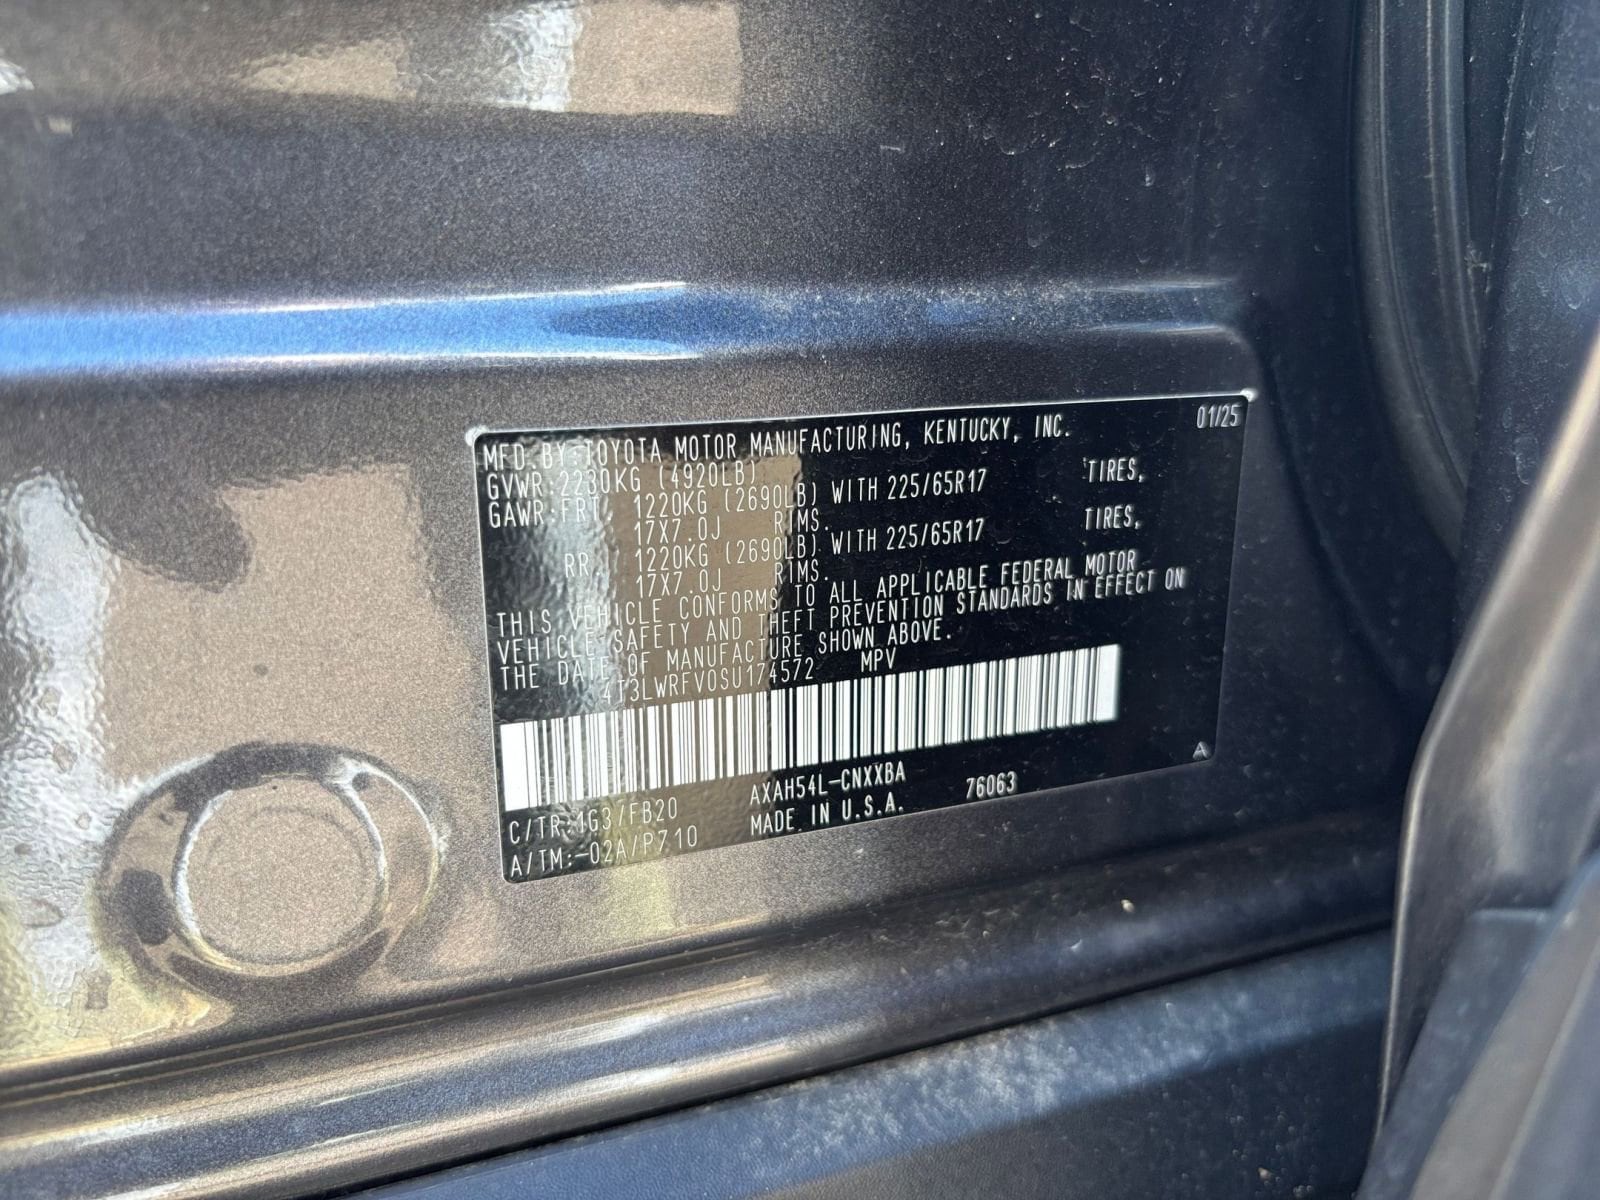 MFD.BY:TOYOTA MOTOR MANUFACTURING, KENTUCKY, INC. 01/25
GVWR:2230KG (4920LB)
GAWR:FRT. 1220KG (2690LB) WITH 225/65R17 TIRES,
17X7.0J RIMS.
RR. 1220KG (2690LB) WITH 225/65R17 TIRES,
17X7.0J RIMS.
THIS VEHICLE CONFORMS TO ALL APPLICABLE FEDERAL MOTOR
VEHICLE SAFETY AND THEFT PREVENTION STANDARDS IN EFFECT ON
THE DATE OF MANUFACTURE SHOWN ABOVE.
4T3LWRFV0SU174572 MPV
A
C/TR:1G3/FB20 AXAH54L-CNXXBA
A/TM:-02A/P710 MADE IN U.S.A. 76063